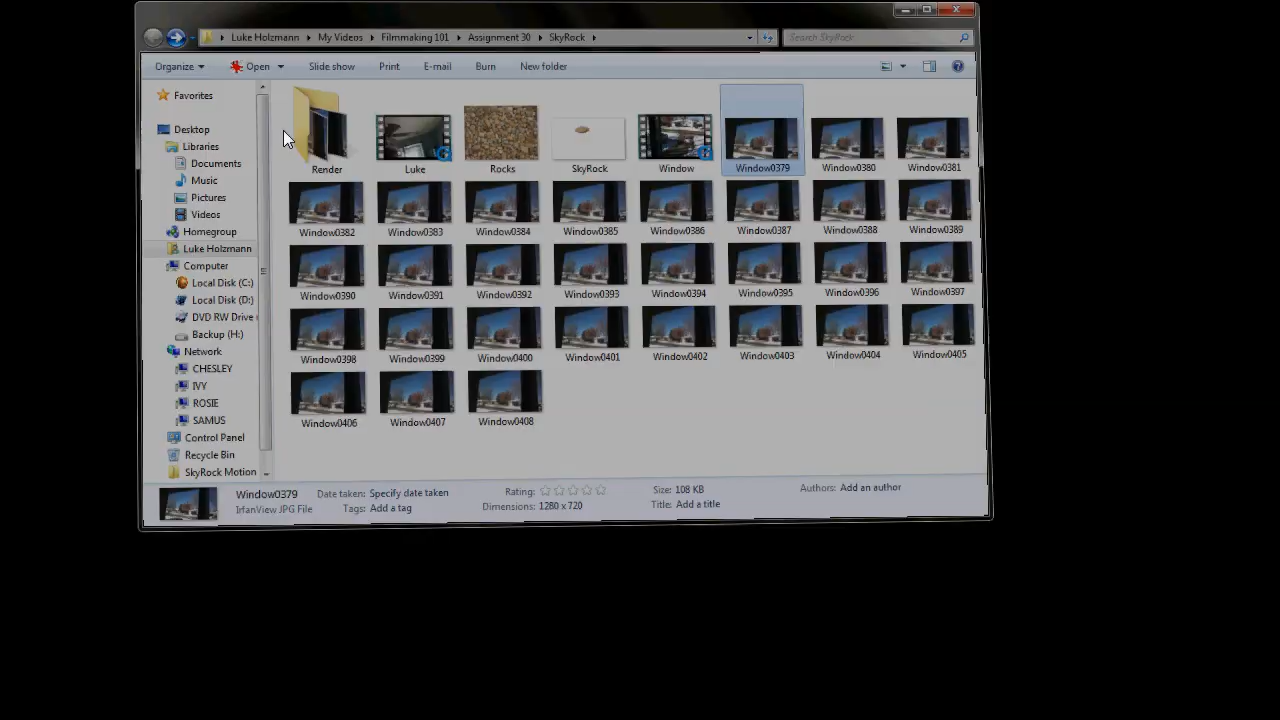 Luke Holzmann My Videos Filmmaking 101 Assignment 30 SkyRock
Search SkyRock
Organize Open Slide show Print E-mail Burn New folder
Favorites
Desktop
Libraries
Documents
Music
Pictures
Videos
Homegroup
Luke Holzmann
Computer
Local Disk (C:)
Local Disk (D:)
DVD RW Drive
Backup (H:)
Network
CHESLEY
IVY
ROSIE
SAMUS
Control Panel
Recycle Bin
SkyRock Motion
Render Luke Rocks SkyRock Window Window0379 Window0380 Window0381
Window0382 Window0383 Window0384 Window0385 Window0386 Window0387 Window0388 Window0389
Window0390 Window0391 Window0392 Window0393 Window0394 Window0395 Window0396 Window0397
Window0398 Window0399 Window0400 Window0401 Window0402 Window0403 Window0404 Window0405
Window0406 Window0407 Window0408
Window0379 Date taken: Specify date taken Rating: Size: 108 KB Authors: Add an author
IrfanView JPG File Tags: Add a tag Dimensions: 1280 x 720 Title: Add a title